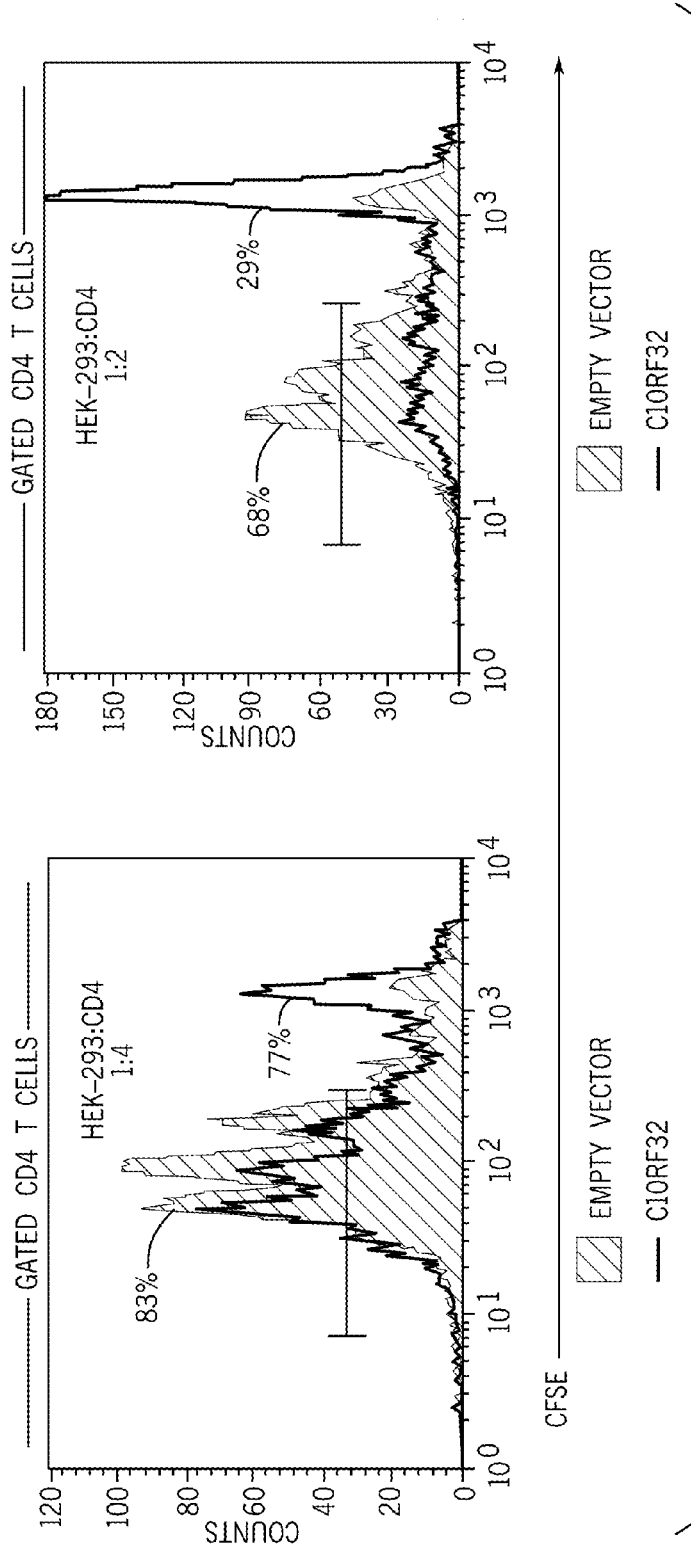 GATED CD4 T CELLS
HEK-293:CD4
1:4
83%
77%
COUNTS
120
100
80
60
40
20
0
10^0
10^1
10^2
10^3
10^4
EMPTY VECTOR
C1ORF32
GATED CD4 T CELLS
HEK-293:CD4
1:2
68%
29%
COUNTS
180
150
120
90
60
30
0
10^0
10^1
10^2
10^3
10^4
EMPTY VECTOR
C1ORF32
CFSE